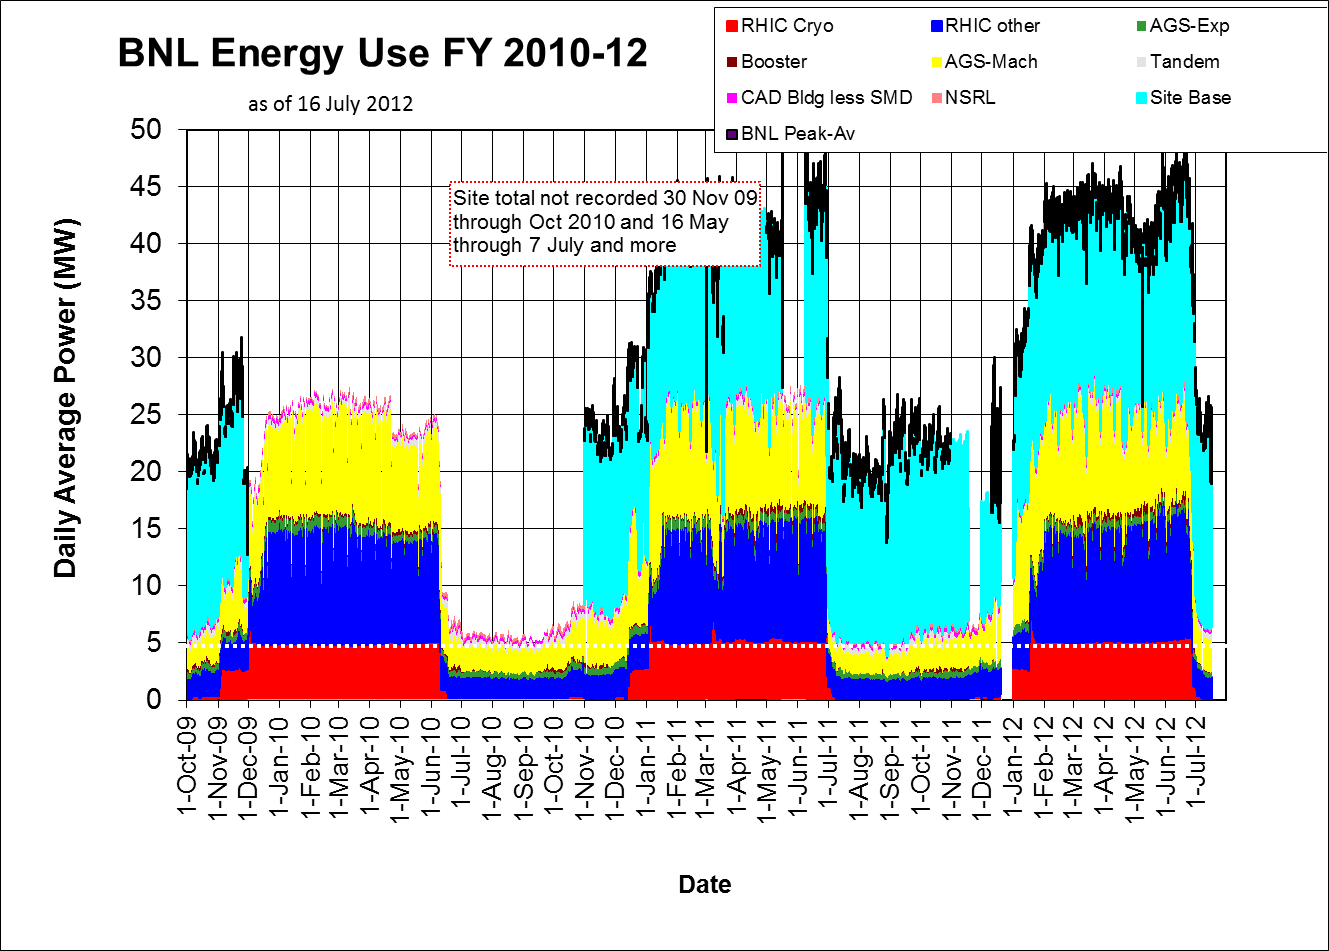 BNL Energy Use FY 2010-12
as of 16 July 2012
RHIC Cryo
RHIC other
AGS-Exp
Booster
AGS-Mach
Tandem
CAD Bldg less SMD
NSRL
Site Base
BNL Peak-Av
Site total not recorded 30 Nov 09
through Oct 2010 and 16 May
through 7 July and more
Daily Average Power (MW)
50
45
40
35
30
25
20
15
10
5
0
1-Oct-09
1-Nov-09
1-Dec-09
1-Jan-10
1-Feb-10
1-Mar-10
1-Apr-10
1-May-10
1-Jun-10
1-Jul-10
1-Aug-10
1-Sep-10
1-Oct-10
1-Nov-10
1-Dec-10
1-Jan-11
1-Feb-11
1-Mar-11
1-Apr-11
1-May-11
1-Jun-11
1-Jul-11
1-Aug-11
1-Sep-11
1-Oct-11
1-Nov-11
1-Dec-11
1-Jan-12
1-Feb-12
1-Mar-12
1-Apr-12
1-May-12
1-Jun-12
1-Jul-12
Date